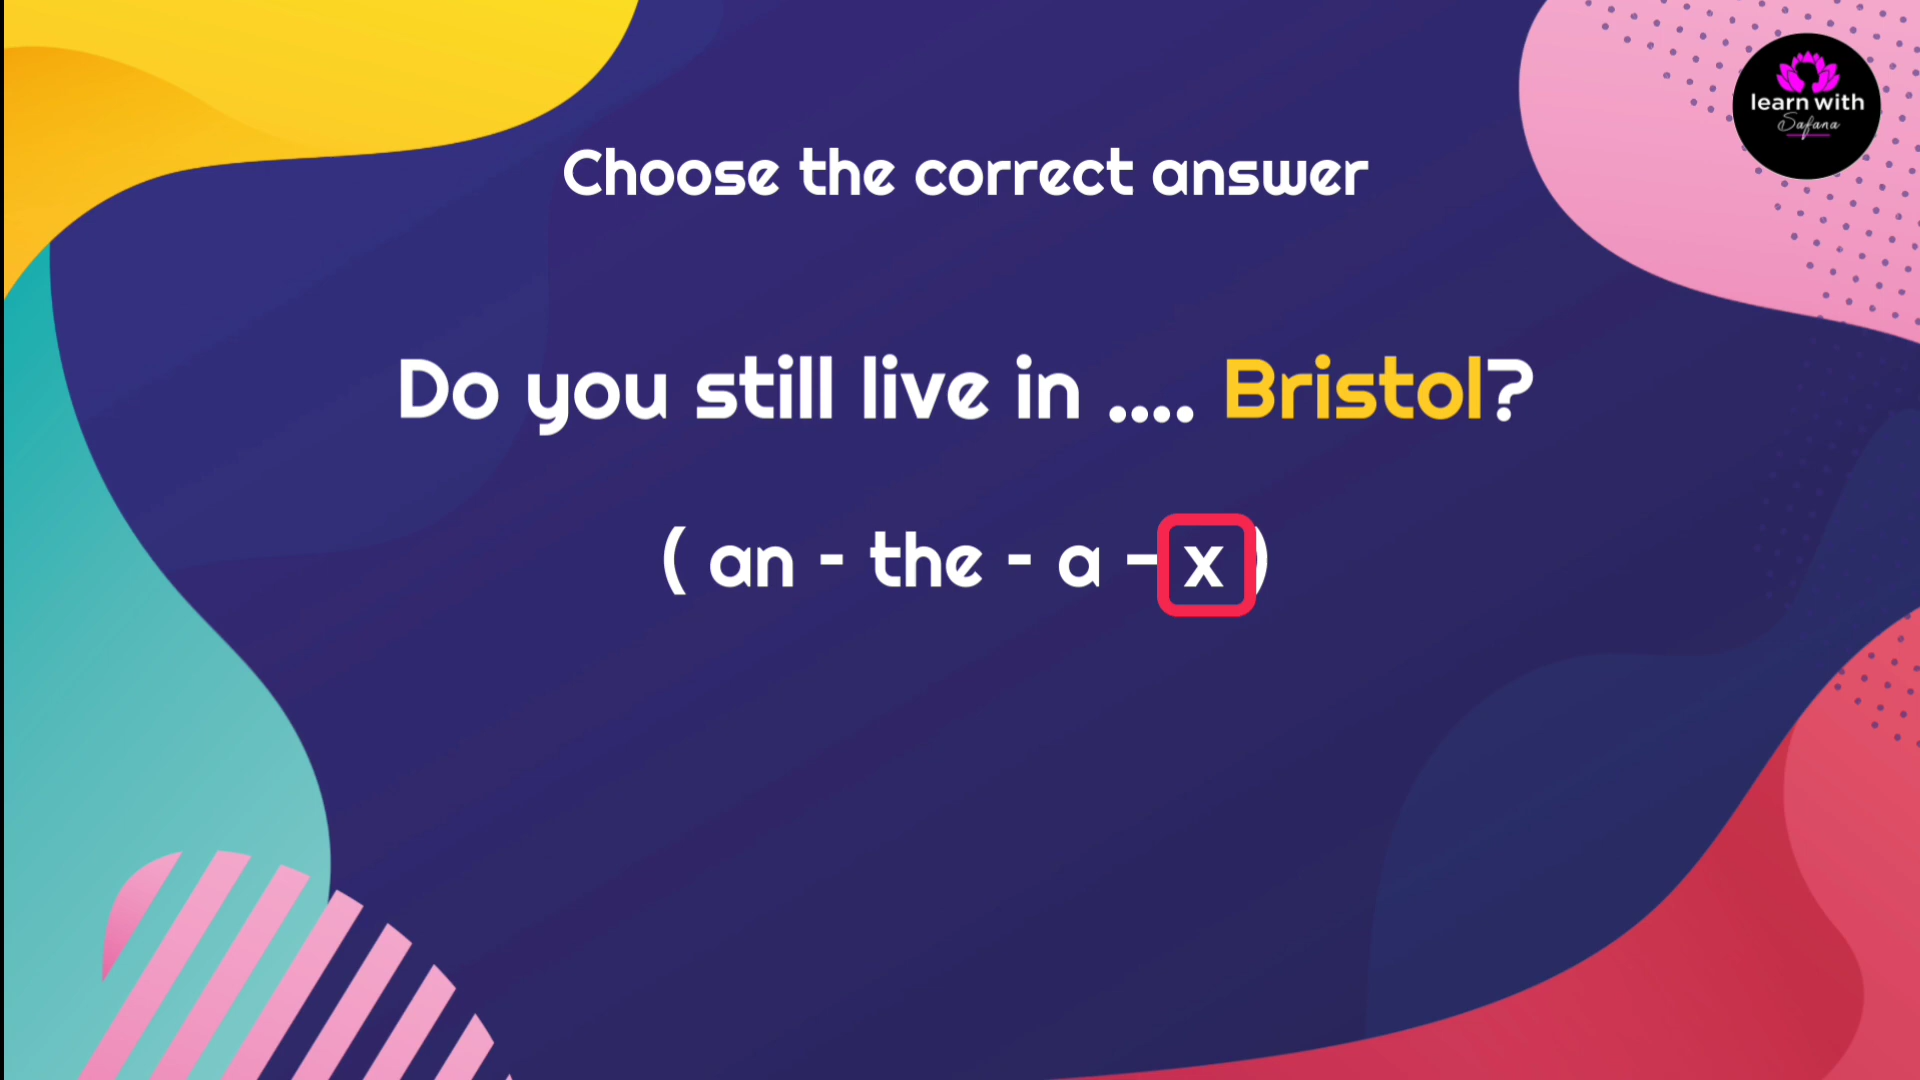 learn with
Safana
Choose the correct answer
Do you still live in .... Bristol?
( an - the - a - x )